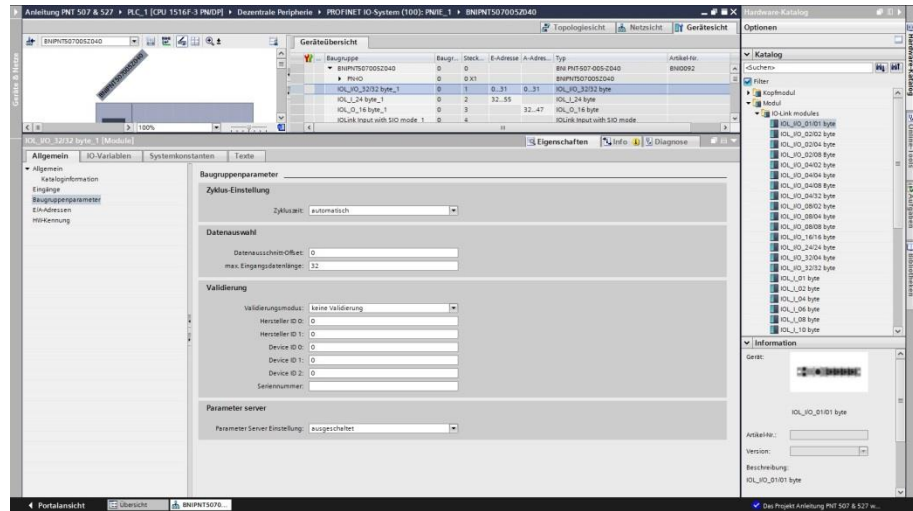 Anleitung PNT 507 & 527 ▸ PLC_1 [CPU 1516F-3 PN/DP] ▸ Dezentrale Peripherie ▸ PROFINET IO-System (100): PN/IE_1 ▸ BNIPNT507005Z040
Topologiesicht Netzsicht Gerätesicht
BNIPNT507005Z040
Geräteübersicht
Baugruppe Baugr... Steck... E-Adresse A-Adres... Typ Artikel-Nr.
BNIPNT507005Z040 0 0 BNI PNT-507-005-Z040 BNI0092
PN-IO 0 0 X1 BNIPNT507005Z040
IOL_I/O_32/32 byte_1 0 1 0...31 0...31 IOL_I/O_32/32 byte
IOL_I_24 byte_1 0 2 32...55 IOL_I_24 byte
IOL_O_16 byte_1 0 3 32...47 IOL_O_16 byte
IOLink Input with SIO mode_1 0 4 IOLink Input with SIO mode
100%
IOL_I/O_32/32 byte_1 [Module]
Eigenschaften Info Diagnose
Allgemein IO-Variablen Systemkonstanten Texte
Allgemein
Kataloginformation
Eingänge
Baugruppenparameter
E/A-Adressen
HW-Kennung
Baugruppenparameter
Zyklus-Einstellung
Zykluszeit: automatisch
Datenauswahl
Datenausschnitt-Offset: 0
max. Eingangsdatenlänge: 32
Validierung
Validierungsmodus: keine Validierung
Hersteller ID 0: 0
Hersteller ID 1: 0
Device ID 0: 0
Device ID 1: 0
Device ID 2: 0
Seriennummer:
Parameter server
Parameter Server Einstellung: ausgeschaltet
Hardware-Katalog
Optionen
Katalog
<Suchen>
Filter
Kopfmodul
Modul
IO-Link modules
IOL_I/O_01/01 byte
IOL_I/O_02/02 byte
IOL_I/O_02/04 byte
IOL_I/O_02/08 Byte
IOL_I/O_04/02 byte
IOL_I/O_04/04 byte
IOL_I/O_04/08 Byte
IOL_I/O_04/32 byte
IOL_I/O_08/02 byte
IOL_I/O_08/04 byte
IOL_I/O_08/08 byte
IOL_I/O_16/16 byte
IOL_I/O_24/24 byte
IOL_I/O_32/04 byte
IOL_I/O_32/32 byte
IOL_I_01 byte
IOL_I_02 byte
IOL_I_04 byte
IOL_I_06 byte
IOL_I_08 byte
IOL_I_10 byte
Information
Gerät:
IOL_I/O_01/01 byte
Artikel-Nr.:
Version:
Beschreibung:
IOL_I/O_01/01 byte
Geräte & Netze
Hardware-Katalog
Online-Tools
Aufgaben
Bibliotheken
Portalansicht Übersicht BNIPNT5070...
Das Projekt Anleitung PNT 507 & 527 w...